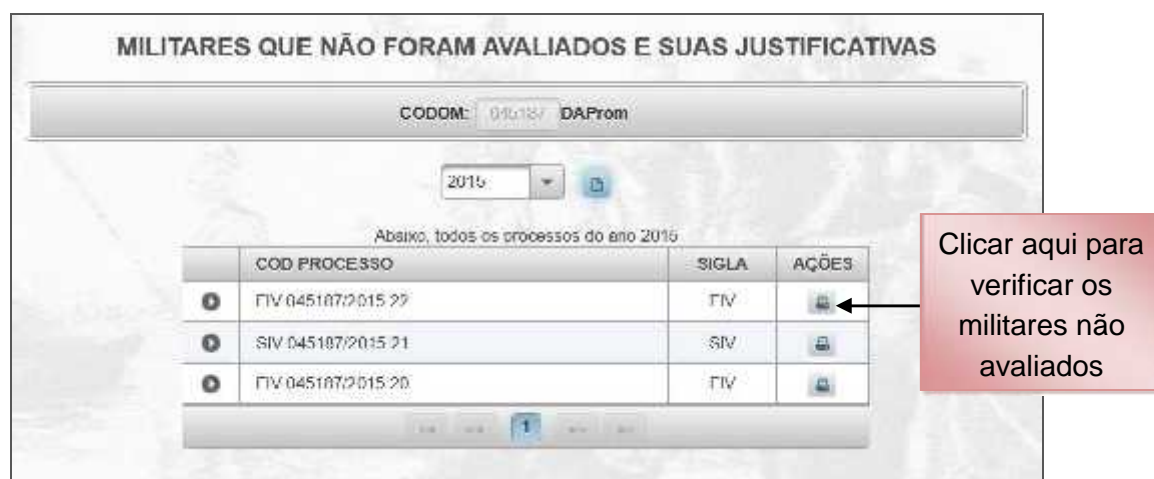 MILITARES QUE NÃO FORAM AVALIADOS E SUAS JUSTIFICATIVAS
CODOM: 045187 DAProm
2015
Abaixo, todos os processos do ano 2015
COD PROCESSO SIGLA AÇÕES
FIV 045187/2015 22 FIV
SIV 045187/2015 21 SIV
FIV 045187/2015 20 FIV
1
Clicar aqui para
verificar os
militares não
avaliados